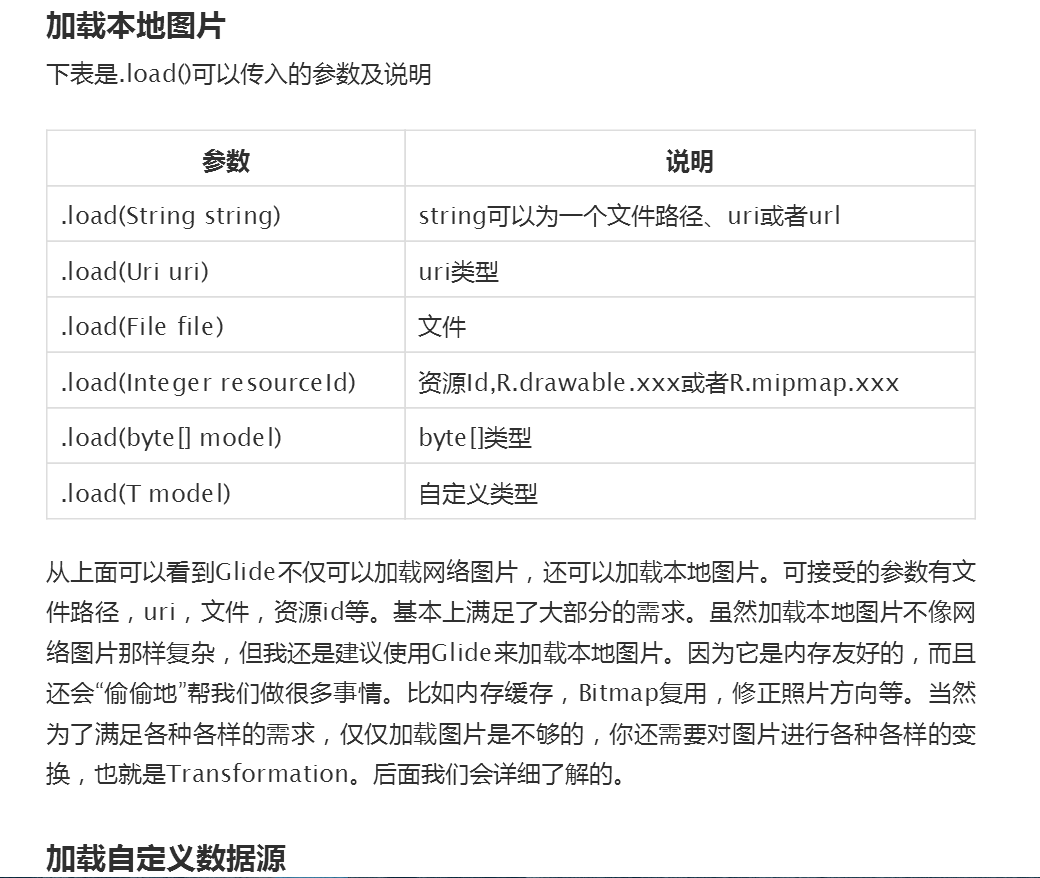 加载本地图片
下表是.load()可以传入的参数及说明
参数 说明
.load(String string) string可以为一个文件路径、uri或者url
.load(Uri uri) uri类型
.load(File file) 文件
.load(Integer resourceId) 资源Id,R.drawable.xxx或者R.mipmap.xxx
.load(byte[] model) byte[]类型
.load(T model) 自定义类型
从上面可以看到Glide不仅可以加载网络图片，还可以加载本地图片。可接受的参数有文
件路径，uri，文件，资源id等。基本上满足了大部分的需求。虽然加载本地图片不像网
络图片那样复杂，但我还是建议使用Glide来加载本地图片。因为它是内存友好的，而且
还会“偷偷地”帮我们做很多事情。比如内存缓存，Bitmap复用，修正照片方向等。当然
为了满足各种各样的需求，仅仅加载图片是不够的，你还需要对图片进行各种各样的变
换，也就是Transformation。后面我们会详细了解的。
加载自定义数据源